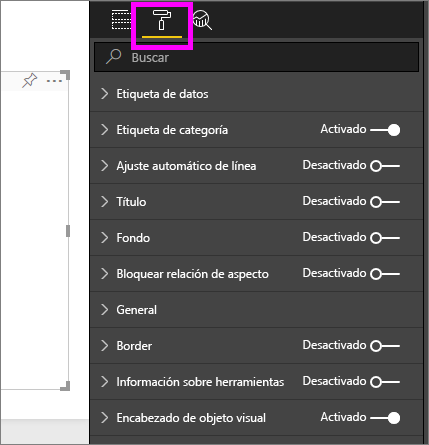 Buscar
Etiqueta de datos
Etiqueta de categoría Activado
Ajuste automático de línea Desactivado
Título Desactivado
Fondo Desactivado
Bloquear relación de aspecto Desactivado
General
Border Desactivado
Información sobre herramientas Desactivado
Encabezado de objeto visual Activado